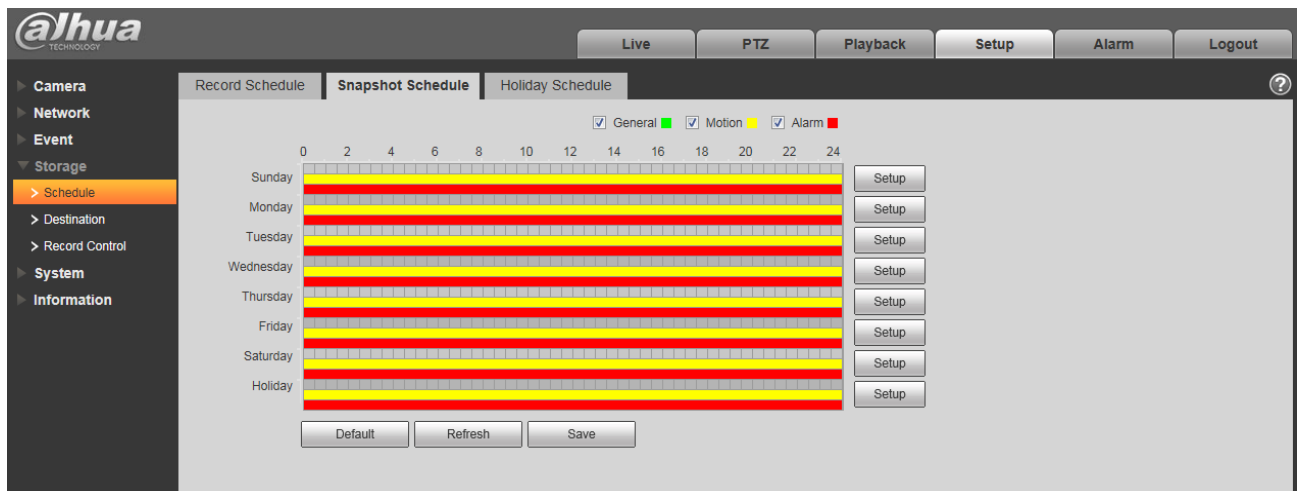 alhua
TECHNOLOGY
Live PTZ Playback Setup Alarm Logout
Camera
Network
Event
Storage
> Schedule
> Destination
> Record Control
System
Information
Record Schedule Snapshot Schedule Holiday Schedule ?
General Motion Alarm
0 2 4 6 8 10 12 14 16 18 20 22 24
Sunday Setup
Monday Setup
Tuesday Setup
Wednesday Setup
Thursday Setup
Friday Setup
Saturday Setup
Holiday Setup
Default Refresh Save